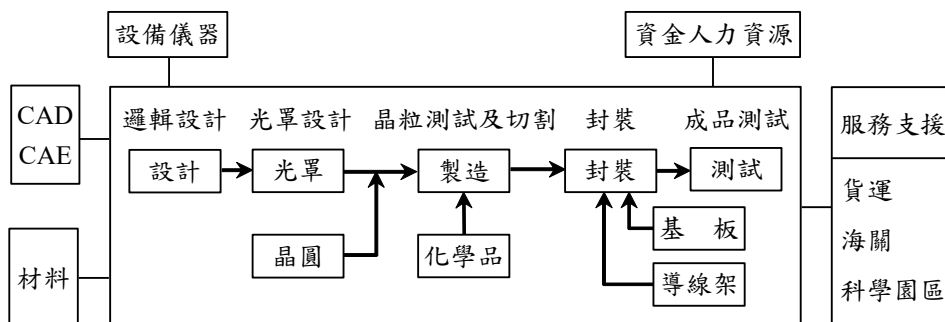 設備儀器
資金人力資源
CAD
CAE
材料
邏輯設計 光罩設計 晶粒測試及切割 封裝 成品測試
設計 光罩 製造 封裝 測試
晶圓 化學品 基 板
導線架
服務支援
貨運
海關
科學園區